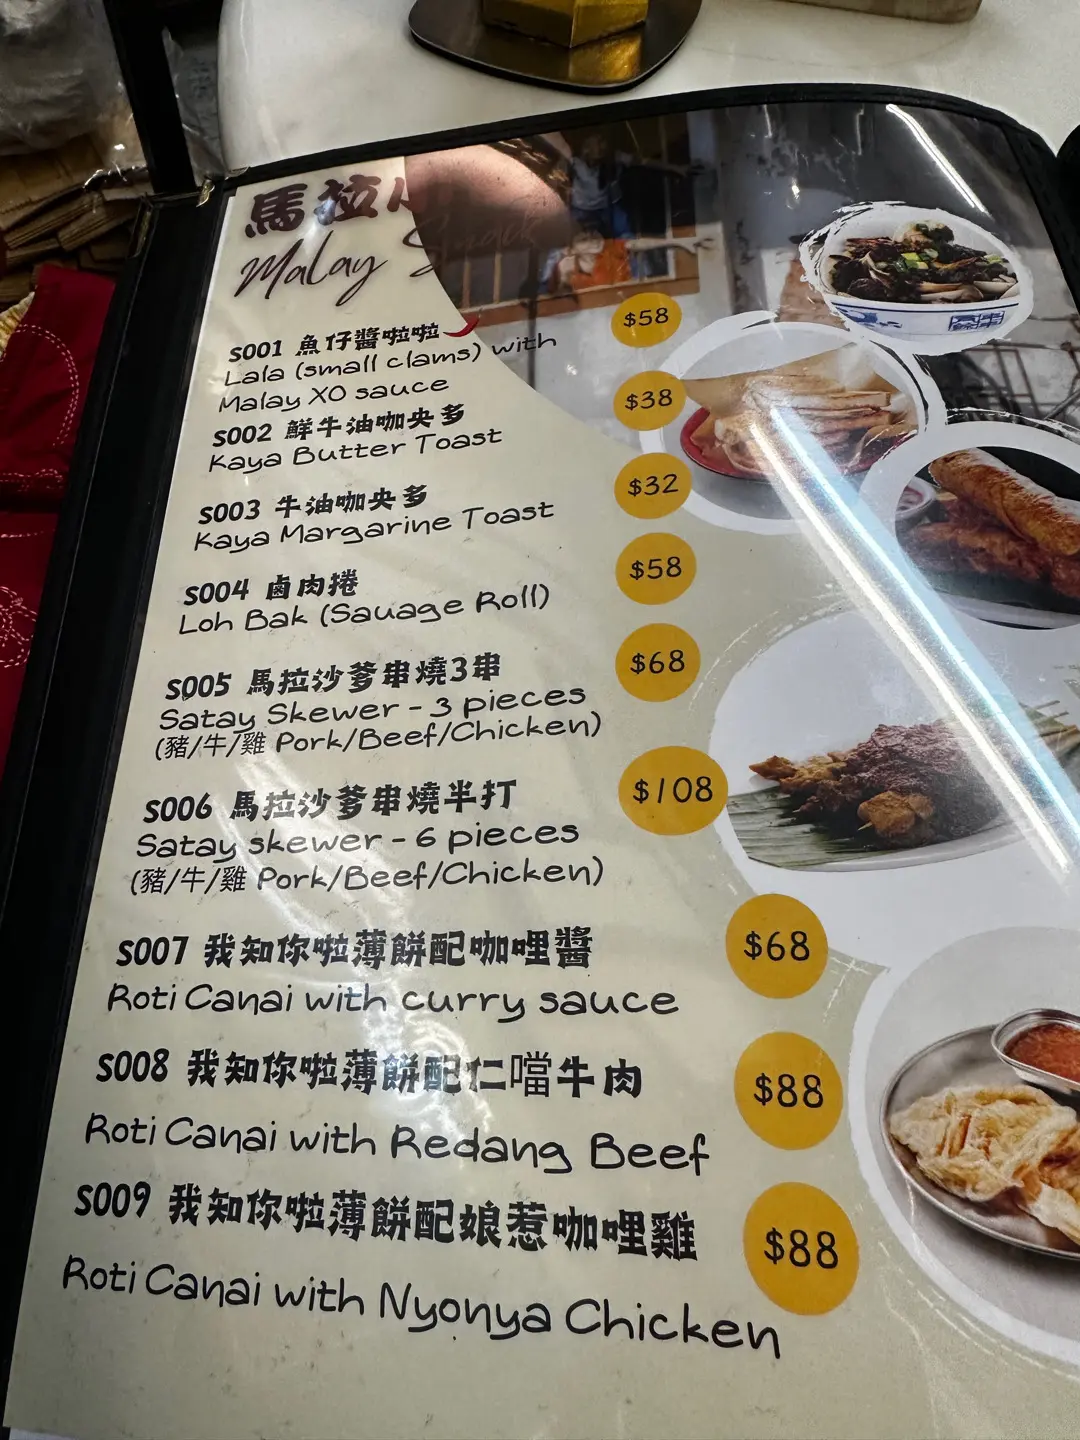 馬拉小
Malay Snack
S001 魚仔醬啦啦
Lala (small clams) with
Malay XO sauce
$58
S002 鮮牛油咖央多
Kaya Butter Toast
$38
S003 牛油咖央多
Kaya Margarine Toast
$32
S004 鹵肉捲
Loh Bak (Sauage Roll)
$58
S005 馬拉沙爹串燒3串
Satay Skewer - 3 pieces
(豬/牛/雞 Pork/Beef/Chicken)
$68
S006 馬拉沙爹串燒半打
Satay skewer - 6 pieces
(豬/牛/雞 Pork/Beef/Chicken)
$108
S007 我知你啦薄餅配咖哩醬
Roti Canai with curry sauce
$68
S008 我知你啦薄餅配仁噹牛肉
Roti Canai with Redang Beef
$88
S009 我知你啦薄餅配娘惹咖哩雞
Roti Canai with Nyonya Chicken
$88